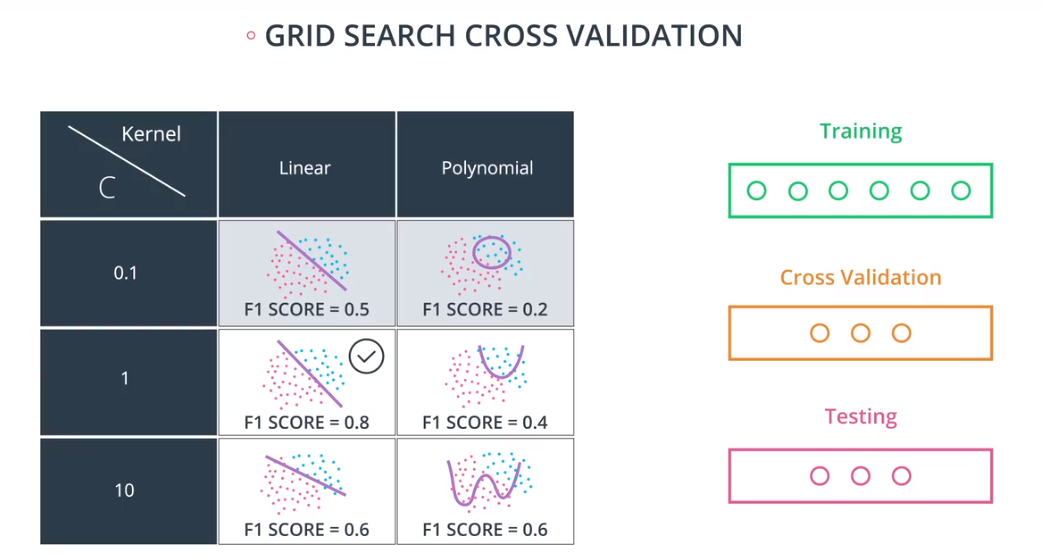 GRID SEARCH CROSS VALIDATION
Kernel
C
Linear
Polynomial
0.1
F1 SCORE = 0.5
F1 SCORE = 0.2
1
F1 SCORE = 0.8
F1 SCORE = 0.4
10
F1 SCORE = 0.6
F1 SCORE = 0.6
Training
Cross Validation
Testing